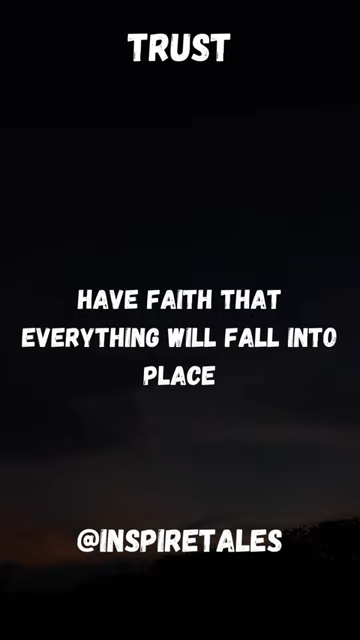 TRUST
HAVE FAITH THAT
EVERYTHING WILL FALL INTO
PLACE
@INSPIRETALES